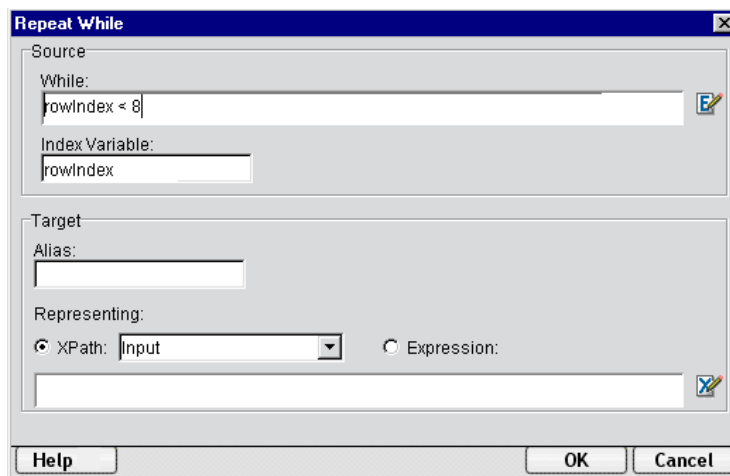 Repeat While
Source
While:
rowIndex < 8
Index Variable:
rowIndex
Target
Alias:
Representing:
XPath: Input Expression:
Help OK Cancel